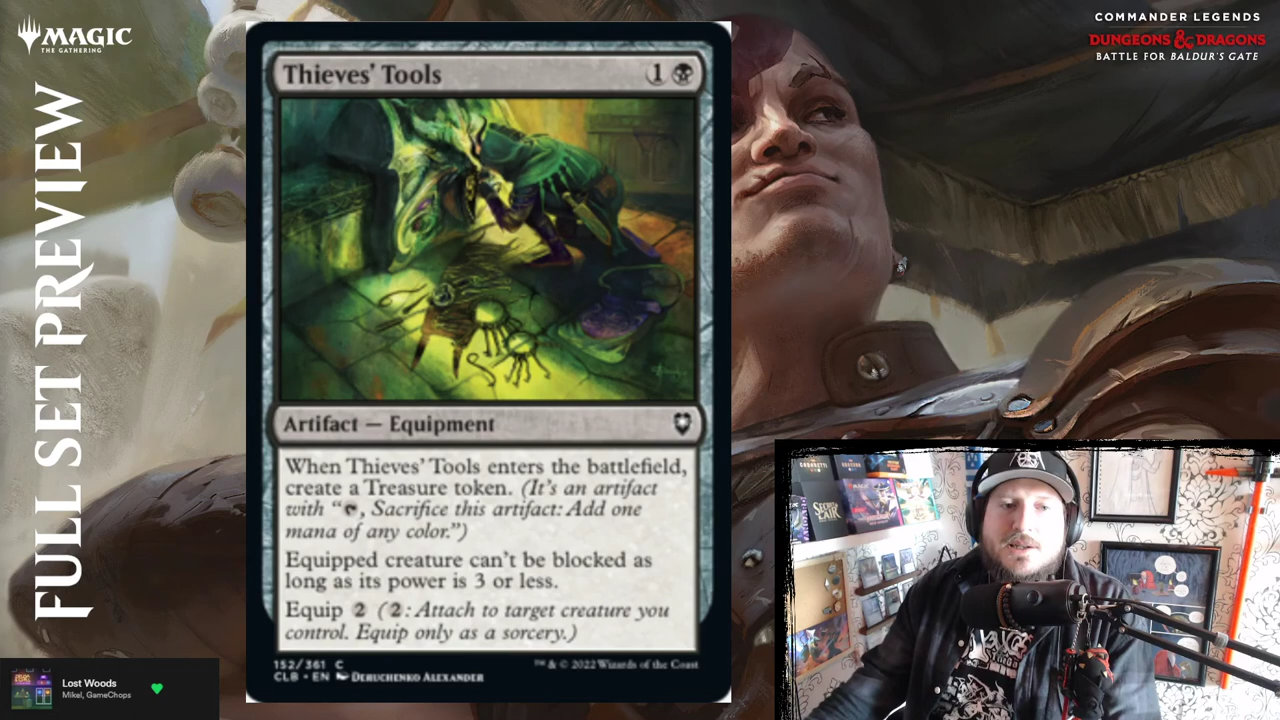 MAGIC
THE GATHERING
FULL SET PREVIEW
COMMANDER LEGENDS
DUNGEONS & DRAGONS
BATTLE FOR BALDUR'S GATE
Thieves' Tools 1
Artifact — Equipment
When Thieves' Tools enters the battlefield,
create a Treasure token. (It's an artifact
with “, Sacrifice this artifact: Add one
mana of any color.”)
Equipped creature can't be blocked as
long as its power is 3 or less.
Equip 2 (2: Attach to target creature you
control. Equip only as a sorcery.)
152/361 C
CLB • EN DERUCHENKO ALEXANDER
™ & © 2022 Wizards of the Coast
Lost Woods
Mikel, GameChops
SECRET
LAIR